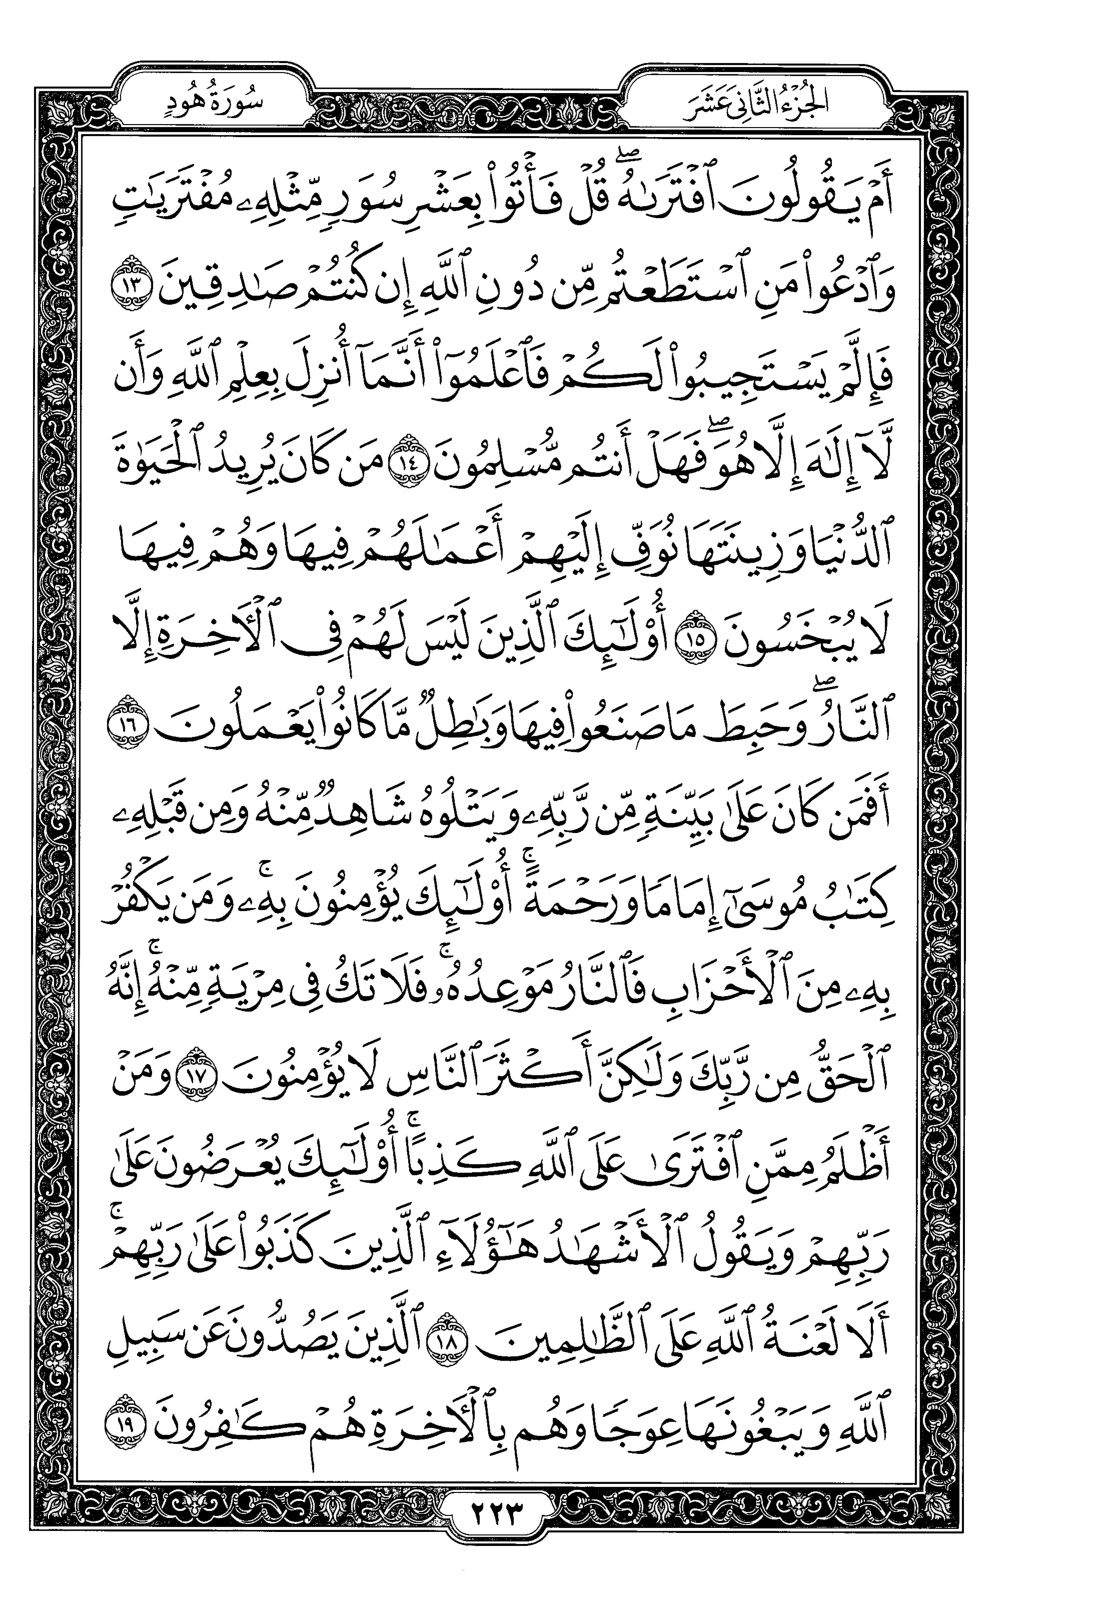 الجُزْءُ الثَّانِي عَشَرَ
سُورَةُ هُودٍ
أَمْ يَقُولُونَ ٱفْتَرَىٰهُۖ قُلْ فَأْتُوا۟ بِعَشْرِ سُوَرٍ مِّثْلِهِۦ مُفْتَرَيَٰتٍ
وَٱدْعُوا۟ مَنِ ٱسْتَطَعْتُم مِّن دُونِ ٱللَّهِ إِن كُنتُمْ صَٰدِقِينَ ١٣
فَإِلَّمْ يَسْتَجِيبُوا۟ لَكُمْ فَٱعْلَمُوٓا۟ أَنَّمَآ أُنزِلَ بِعِلْمِ ٱللَّهِ وَأَن
لَّآ إِلَٰهَ إِلَّا هُوَۖ فَهَلْ أَنتُم مُّسْلِمُونَ ١٤ مَن كَانَ يُرِيدُ ٱلْحَيَوٰةَ
ٱلدُّنْيَا وَزِينَتَهَا نُوَفِّ إِلَيْهِمْ أَعْمَٰلَهُمْ فِيهَا وَهُمْ فِيهَا
لَا يُبْخَسُونَ ١٥ أُو۟لَٰٓئِكَ ٱلَّذِينَ لَيْسَ لَهُمْ فِى ٱلْءَاخِرَةِ إِلَّا
ٱلنَّارُۖ وَحَبِطَ مَا صَنَعُوا۟ فِيهَا وَبَٰطِلٌ مَّا كَانُوا۟ يَعْمَلُونَ ١٦
أَفَمَن كَانَ عَلَىٰ بَيِّنَةٍ مِّن رَّبِّهِۦ وَيَتْلُوهُ شَاهِدٌ مِّنْهُ وَمِن قَبْلِهِۦ
كِتَٰبُ مُوسَىٰٓ إِمَامًا وَرَحْمَةًۚ أُو۟لَٰٓئِكَ يُؤْمِنُونَ بِهِۦۚ وَمَن يَكْفُرْ
بِهِۦ مِنَ ٱلْأَحْزَابِ فَٱلنَّارُ مَوْعِدُهُۥۚ فَلَا تَكُ فِى مِرْيَةٍ مِّنْهُۚ إِنَّهُ
ٱلْحَقُّ مِن رَّبِّكَ وَلَٰكِنَّ أَكْثَرَ ٱلنَّاسِ لَا يُؤْمِنُونَ ١٧ وَمَنْ
أَظْلَمُ مِمَّنِ ٱفْتَرَىٰ عَلَى ٱللَّهِ كَذِبًاۚ أُو۟لَٰٓئِكَ يُعْرَضُونَ عَلَىٰ
رَبِّهِمْ وَيَقُولُ ٱلْأَشْهَٰدُ هَٰٓؤُلَآءِ ٱلَّذِينَ كَذَبُوا۟ عَلَىٰ رَبِّهِمْۚ
أَلَا لَعْنَةُ ٱللَّهِ عَلَى ٱلظَّٰلِمِينَ ١٨ ٱلَّذِينَ يَصُدُّونَ عَن سَبِيلِ
ٱللَّهِ وَيَبْغُونَهَا عِوَجًا وَهُم بِٱلْءَاخِرَةِ هُمْ كَٰفِرُونَ ١٩
٢٢٣